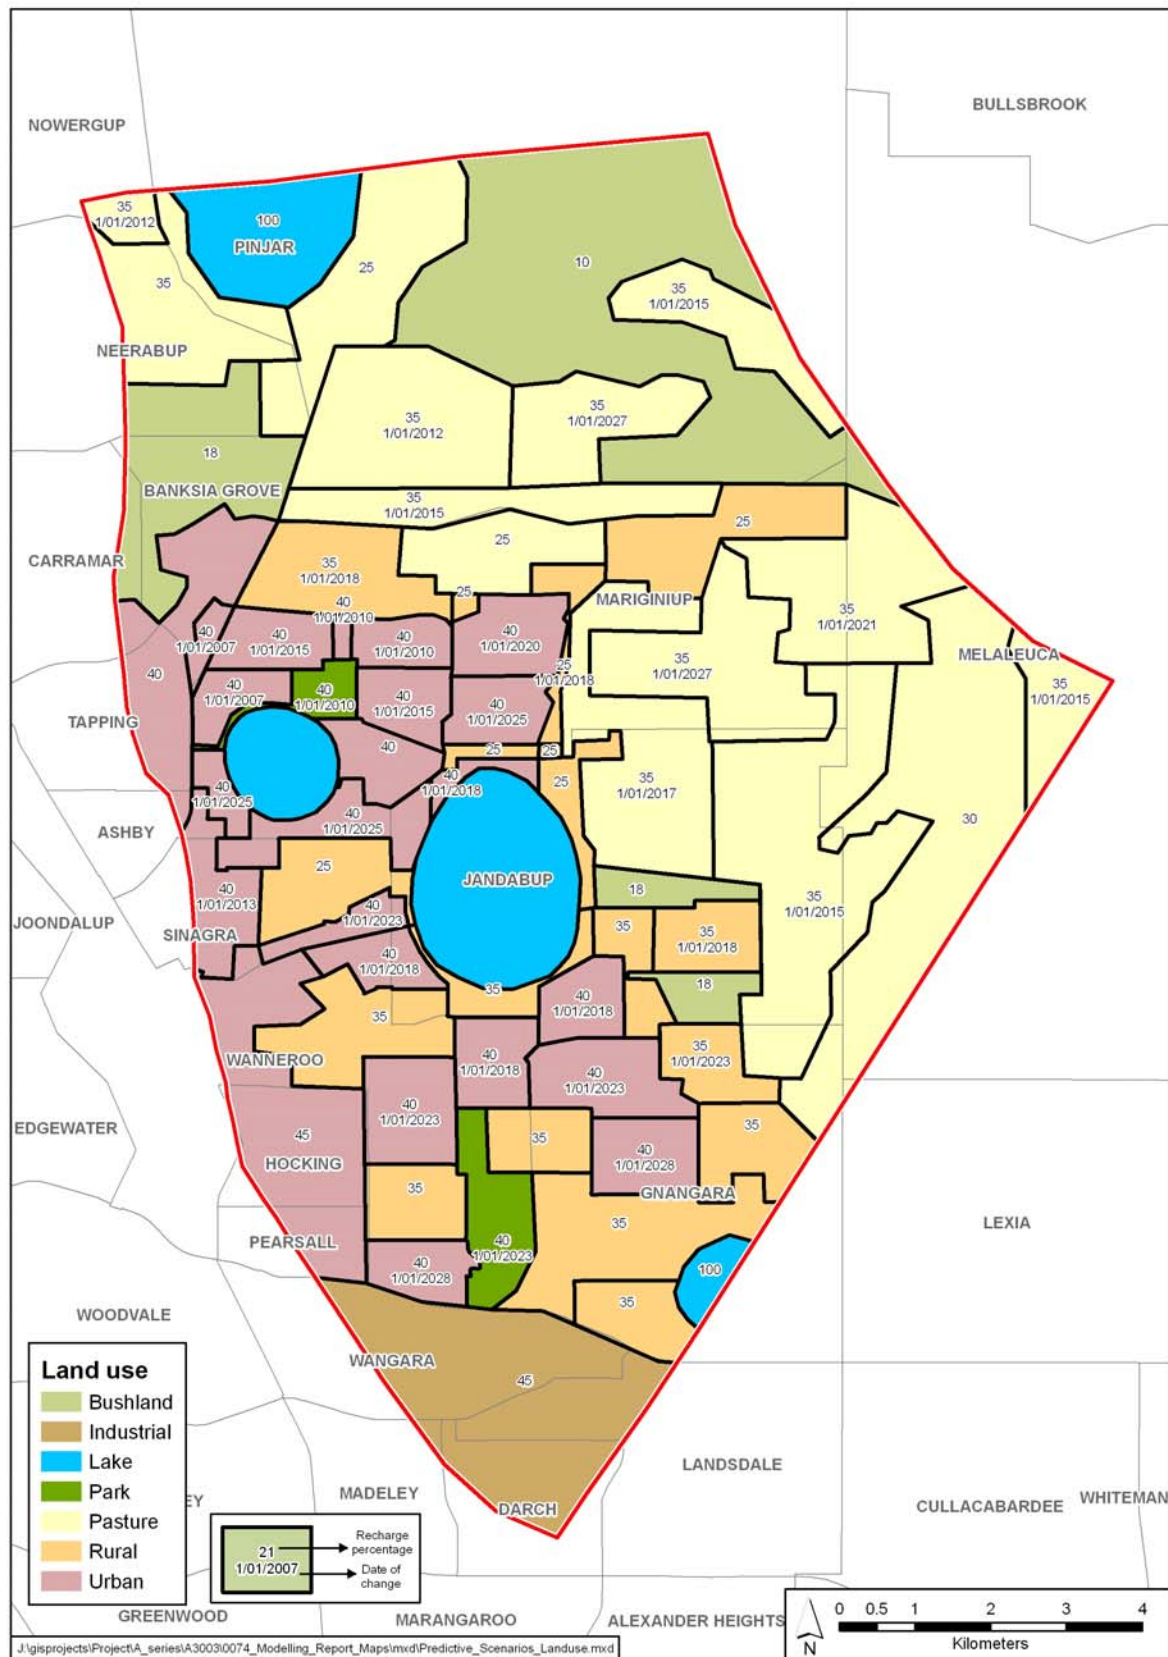 BULLSBROOK
NOWERGUP
35
1/01/2012
100
PINJAR
10
25
35
35
1/01/2015
NEERABUP
35
1/01/2012
35
1/01/2027
18
BANKSIA GROVE
35
1/01/2015
25
25
CARRAMAR
35
1/01/2018
25
MARIGINIUP
40
1/01/2010
35
1/01/2021
40
1/01/2007
40
1/01/2015
40
1/01/2010
40
1/01/2020
MELALEUCA
40
25
1/01/2018
35
1/01/2027
35
1/01/2015
40
1/01/2007
40
1/01/2010
40
1/01/2015
40
1/01/2025
TAPPING
40
25
25
40
1/01/2018
25
35
1/01/2017
40
1/01/2025
40
1/01/2025
30
ASHBY
25
JANDABUP
18
40
1/01/2013
35
1/01/2015
JOONDALUP
SINAGRA
40
1/01/2023
35
35
1/01/2018
40
1/01/2018
35
18
40
1/01/2018
35
WANNEROO
40
1/01/2018
35
1/01/2023
40
1/01/2023
40
1/01/2023
EDGEWATER
45
HOCKING
35
35
40
1/01/2028
35
GNANGARA
35
LEXIA
PEARSALL
40
1/01/2023
40
1/01/2028
100
35
WOODVALE
WANGARA
45
Land use
Bushland
Industrial
Lake
Park
Pasture
Rural
Urban
LANDSDALE
EY
MADELEY
DARCH
CULLACABARDEE
WHITEMAN
21
1/01/2007
Recharge
percentage
Date of
change
GREENWOOD
MARANGAROO
ALEXANDER HEIGHTS
N
0 0.5 1 2 3 4
Kilometers
J:\gisprojects\Project\A_series\A3003\0074_Modelling_Report_Maps\mxd\Predictive_Scenarios_Landuse.mxd